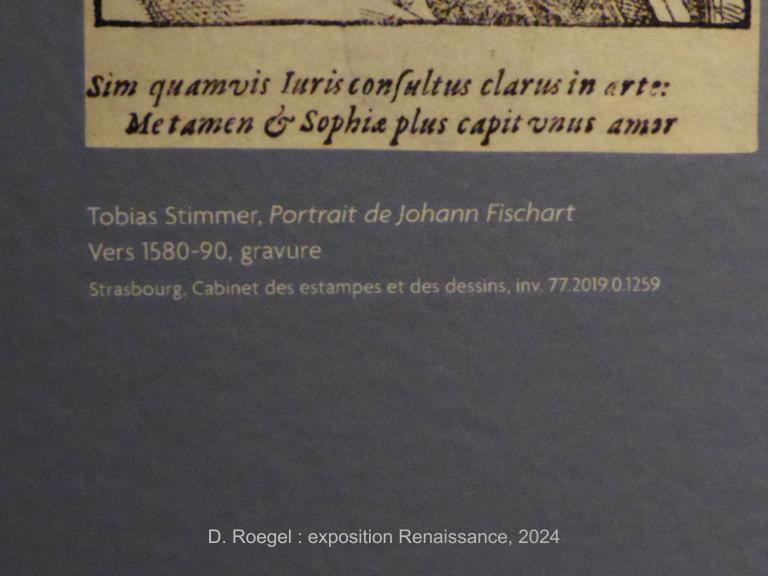 Sim quamvis Iurisconſultus clarus in arte:
Me tamen & Sophiæ plus capit vnus amor
Tobias Stimmer, Portrait de Johann Fischart
Vers 1580-90, gravure
Strasbourg, Cabinet des estampes et des dessins, inv. 77.2019.0.1259
D. Roegel : exposition Renaissance, 2024